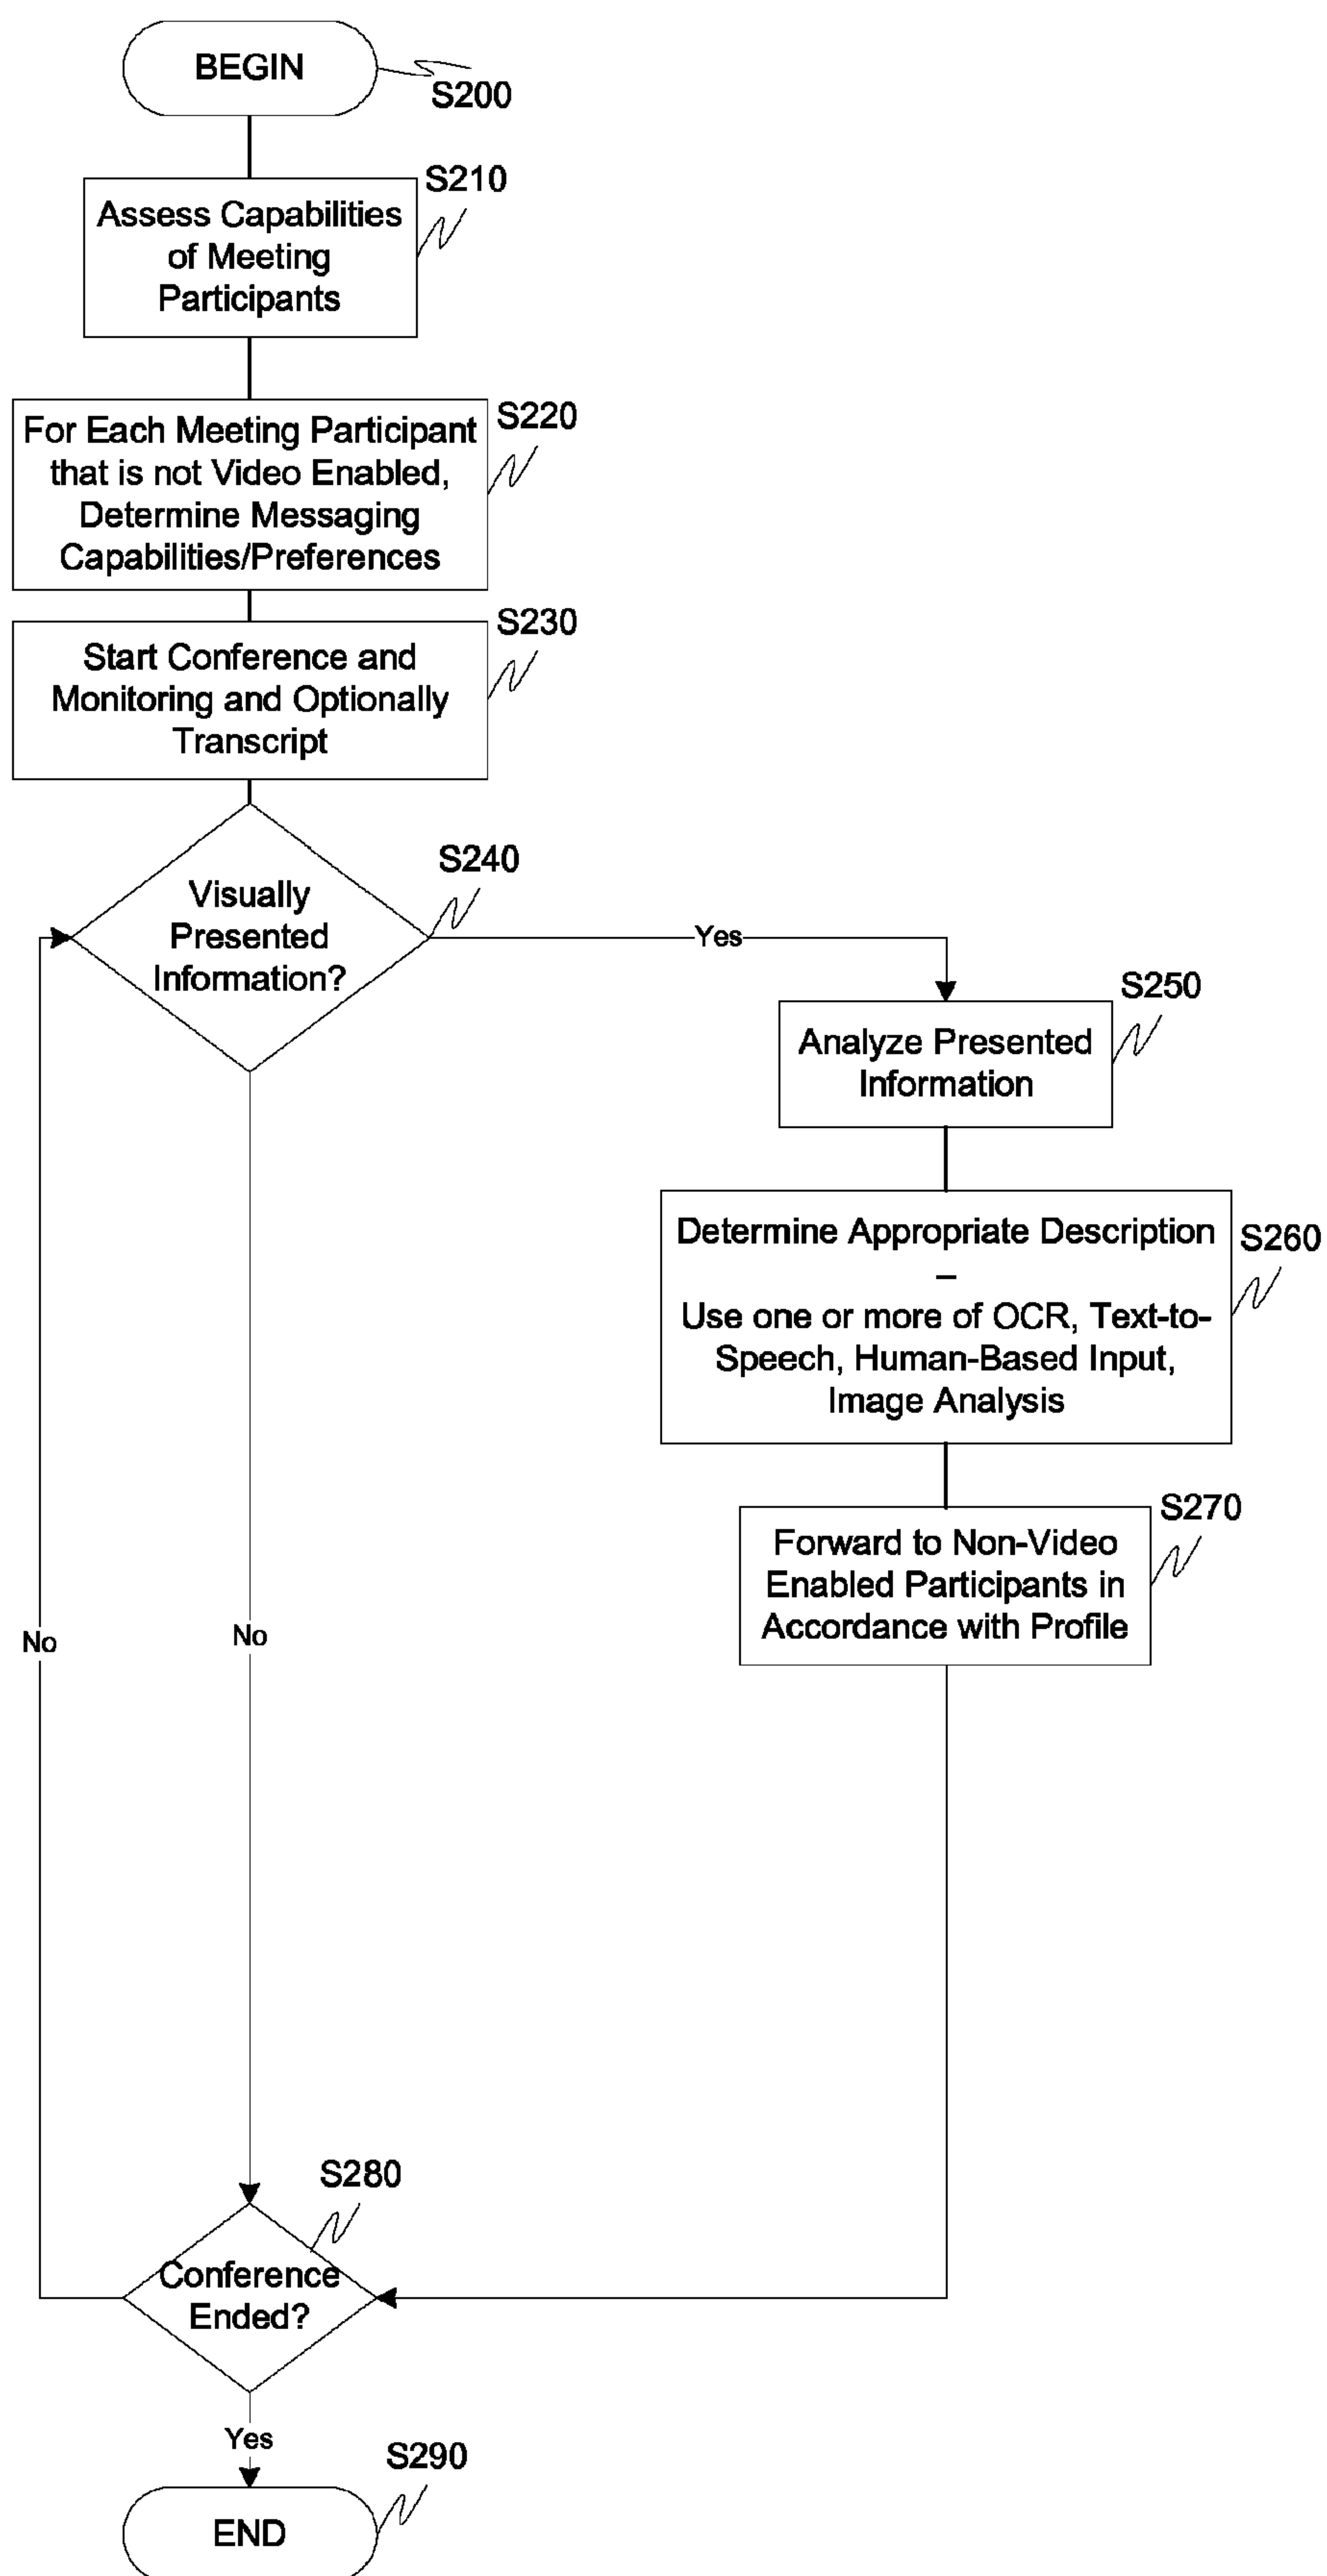 BEGIN
S200
S210
Assess Capabilities
of Meeting
Participants
S220
For Each Meeting Participant
that is not Video Enabled,
Determine Messaging
Capabilities/Preferences
S230
Start Conference and
Monitoring and Optionally
Transcript
S240
Visually
Presented
Information?
Yes
S250
Analyze Presented
Information
S260
Determine Appropriate Description
–
Use one or more of OCR, Text-to-
Speech, Human-Based Input,
Image Analysis
S270
Forward to Non-Video
Enabled Participants in
Accordance with Profile
No
No
S280
Conference
Ended?
Yes
S290
END